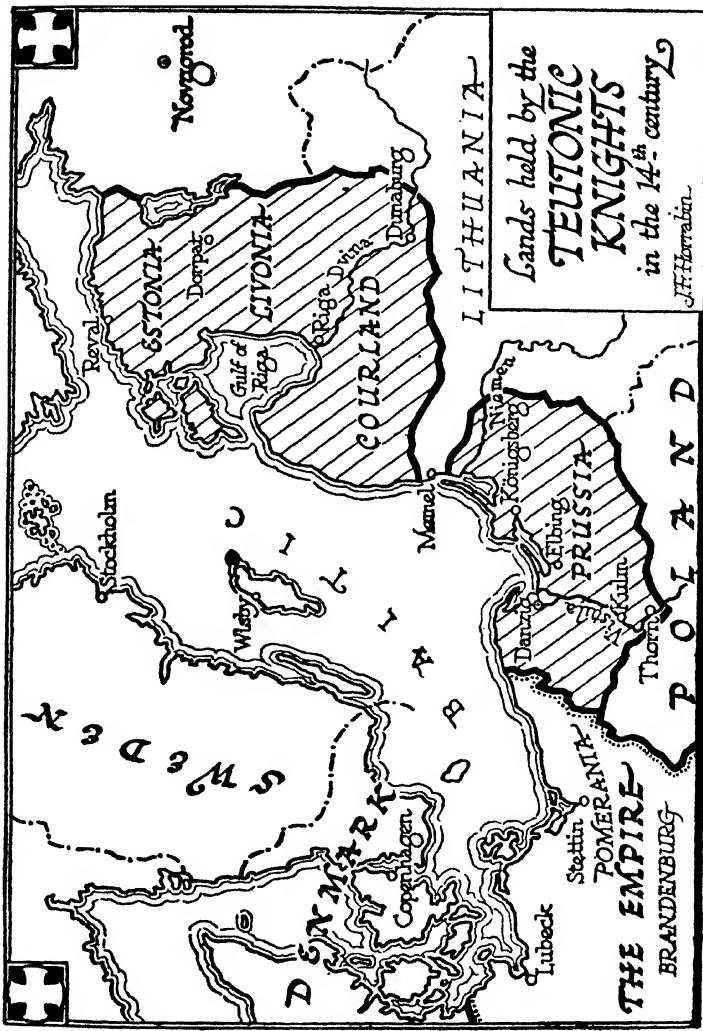 Lands held by the
TEUTONIC
KNIGHTS
in the 14th century
J.F. Horrabin
Novgorod
Reval
ESTONIA
Dorpat
LIVONIA
Gulf of
Riga
Riga
Dvina
Dunaburg
COURLAND
LITHUANIA
Stockholm
SWEDEN
Wisby
BALTIC
Memel
Niemen
Königsberg
Elbing
PRUSSIA
Danzig
Vistula
Kulm
Thorn
POLAND
DENMARK
Copenhagen
Lubeck
Stettin
POMERANIA
THE EMPIRE
BRANDENBURG